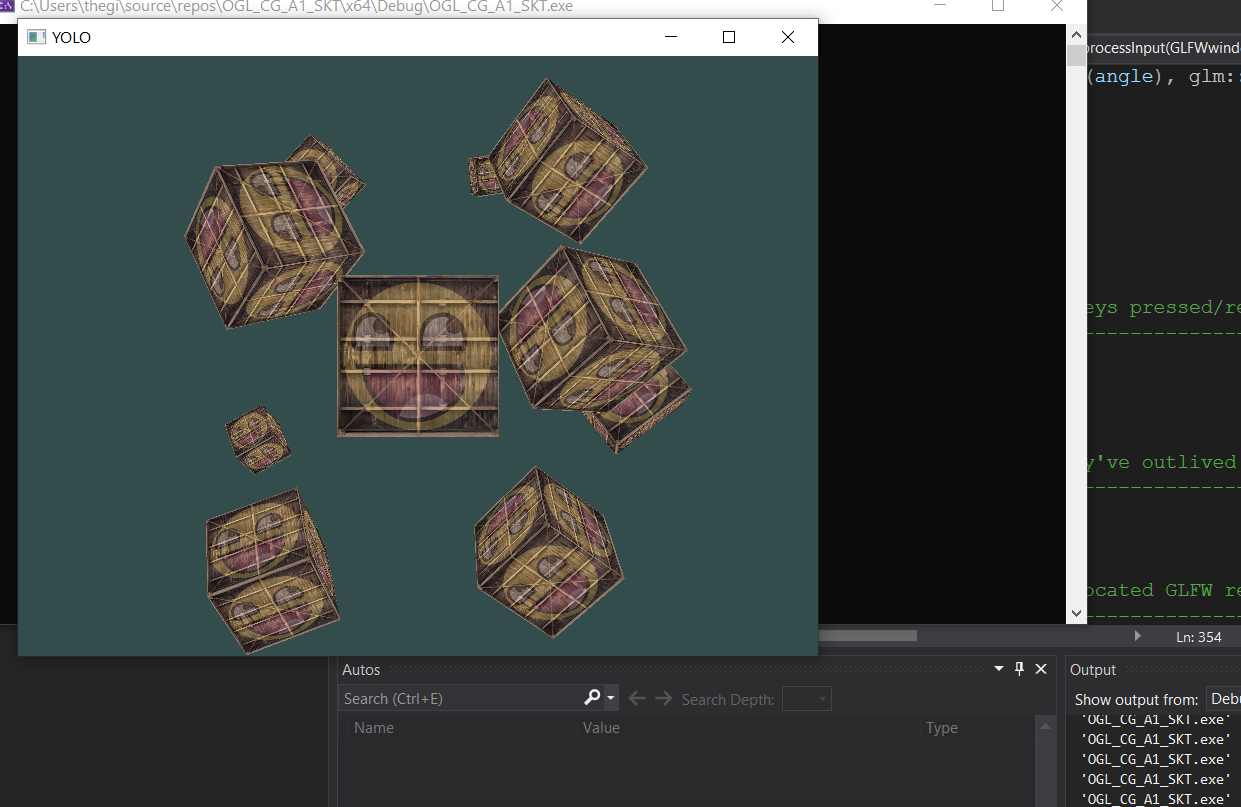 C:\Users\thegi\source\repos\OGL_CG_A1_SKT\x64\Debug\OGL_CG_A1_SKT.exe
YOLO
processInput(GLFWwind
(angle), glm::
eys pressed/re
y've outlived
ocated GLFW re
Ln: 354
Autos
Output
Search (Ctrl+E)
Search Depth:
Show output from:
Debu
Name
Value
Type
'OGL_CG_A1_SKT.exe'
'OGL_CG_A1_SKT.exe'
'OGL_CG_A1_SKT.exe'
'OGL_CG_A1_SKT.exe'
'OGL_CG_A1_SKT.exe'